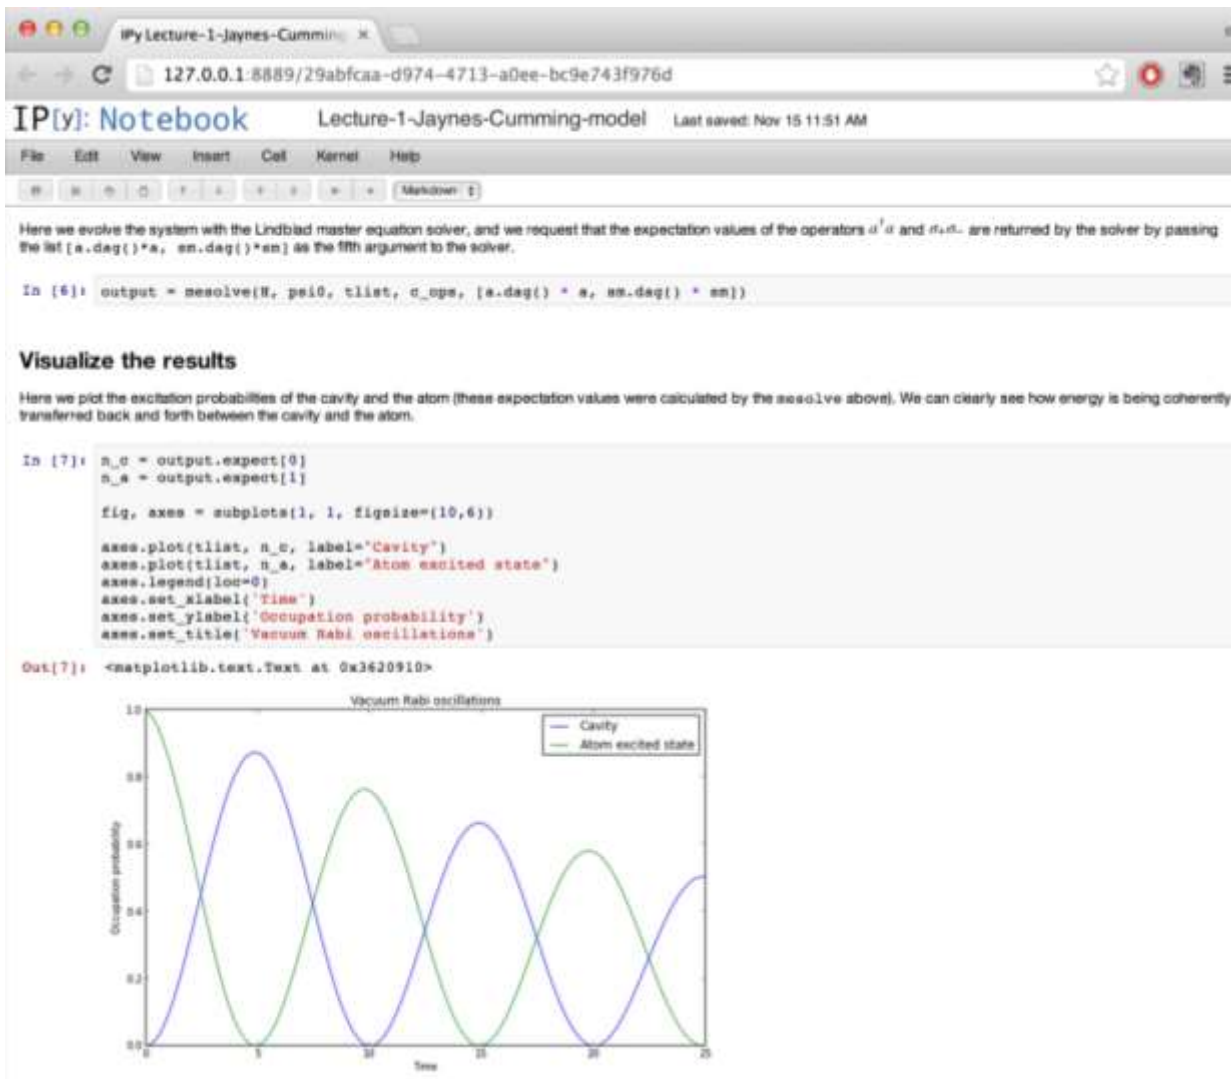 IPy Lecture-1-Jaynes-Cumming
127.0.0.1:8889/29abfcaa-d974-4713-a0ee-bc9e743f976d
IP[y]: Notebook Lecture-1-Jaynes-Cumming-model Last saved: Nov 15 11:51 AM
File Edit View Insert Cell Kernel Help
Markdown
Here we evolve the system with the Lindblad master equation solver, and we request that the expectation values of the operators a†a and σ+σ- are returned by the solver by passing
the list [a.dag()*a, sm.dag()*sm] as the fifth argument to the solver.
In [6]: output = mesolve(H, psi0, tlist, c_ops, [a.dag() * a, sm.dag() * sm])
Visualize the results
Here we plot the excitation probabilities of the cavity and the atom (these expectation values were calculated by the mesolve above). We can clearly see how energy is being coherently
transferred back and forth between the cavity and the atom.
In [7]: n_c = output.expect[0]
n_a = output.expect[1]
fig, axes = subplots(1, 1, figsize=(10,6))
axes.plot(tlist, n_c, label="Cavity")
axes.plot(tlist, n_a, label="Atom excited state")
axes.legend(loc=0)
axes.set_xlabel('Time')
axes.set_ylabel('Occupation probability')
axes.set_title('Vacuum Rabi oscillations')
Out[7]: <matplotlib.text.Text at 0x3620910>
Vacuum Rabi oscillations
Cavity
Atom excited state
Occupation probability
1.0
0.8
0.6
0.4
0.2
0.0
0 5 10 15 20 25
Time